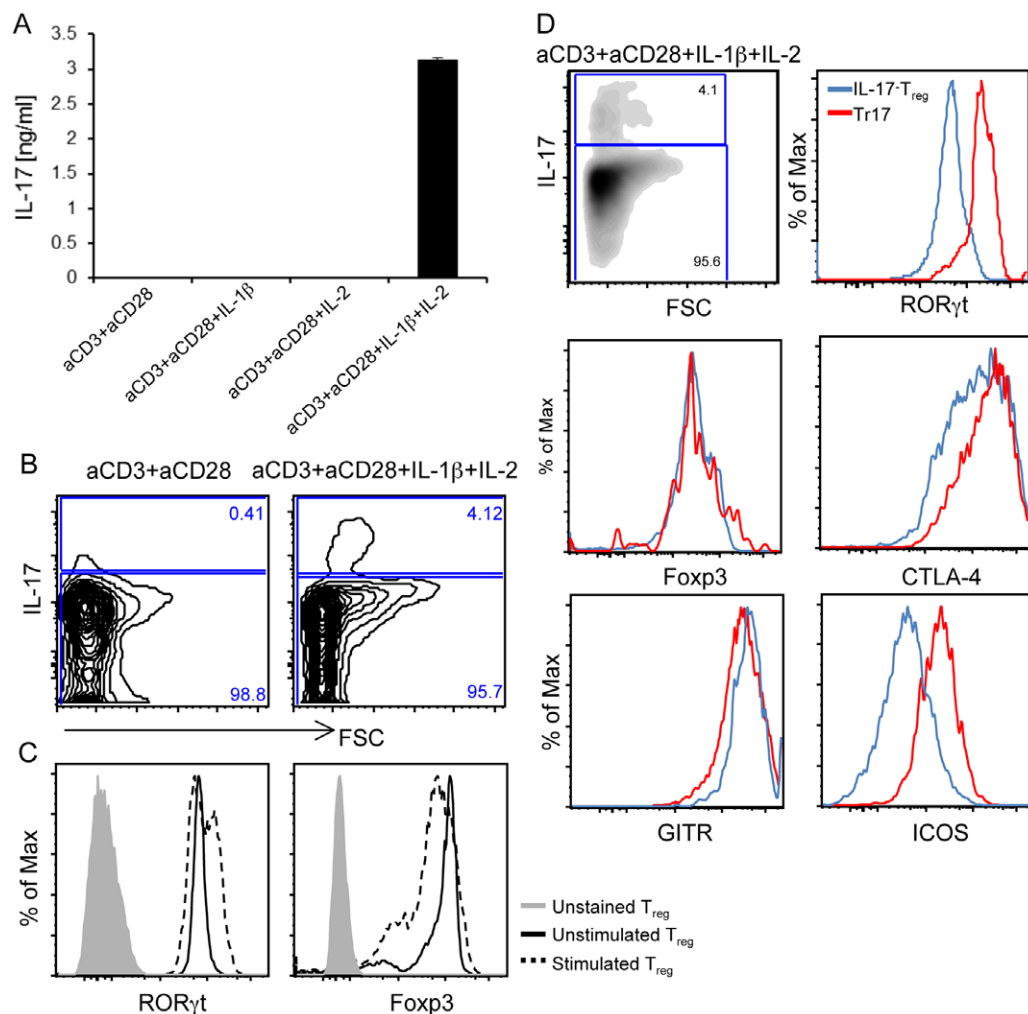 A
IL-17 [ng/ml]
3.5
3
2.5
2
1.5
1
0.5
0
aCD3+aCD28
aCD3+aCD28+IL-1β
aCD3+aCD28+IL-2
aCD3+aCD28+IL-1β+IL-2
B
aCD3+aCD28
aCD3+aCD28+IL-1β+IL-2
IL-17
0.41
98.8
4.12
95.7
FSC
C
% of Max
RORγt
Foxp3
Unstained Treg
Unstimulated Treg
Stimulated Treg
D
aCD3+aCD28+IL-1β+IL-2
IL-17
4.1
95.6
FSC
% of Max
IL-17-Treg
Tr17
RORγt
% of Max
Foxp3
CTLA-4
% of Max
GITR
ICOS